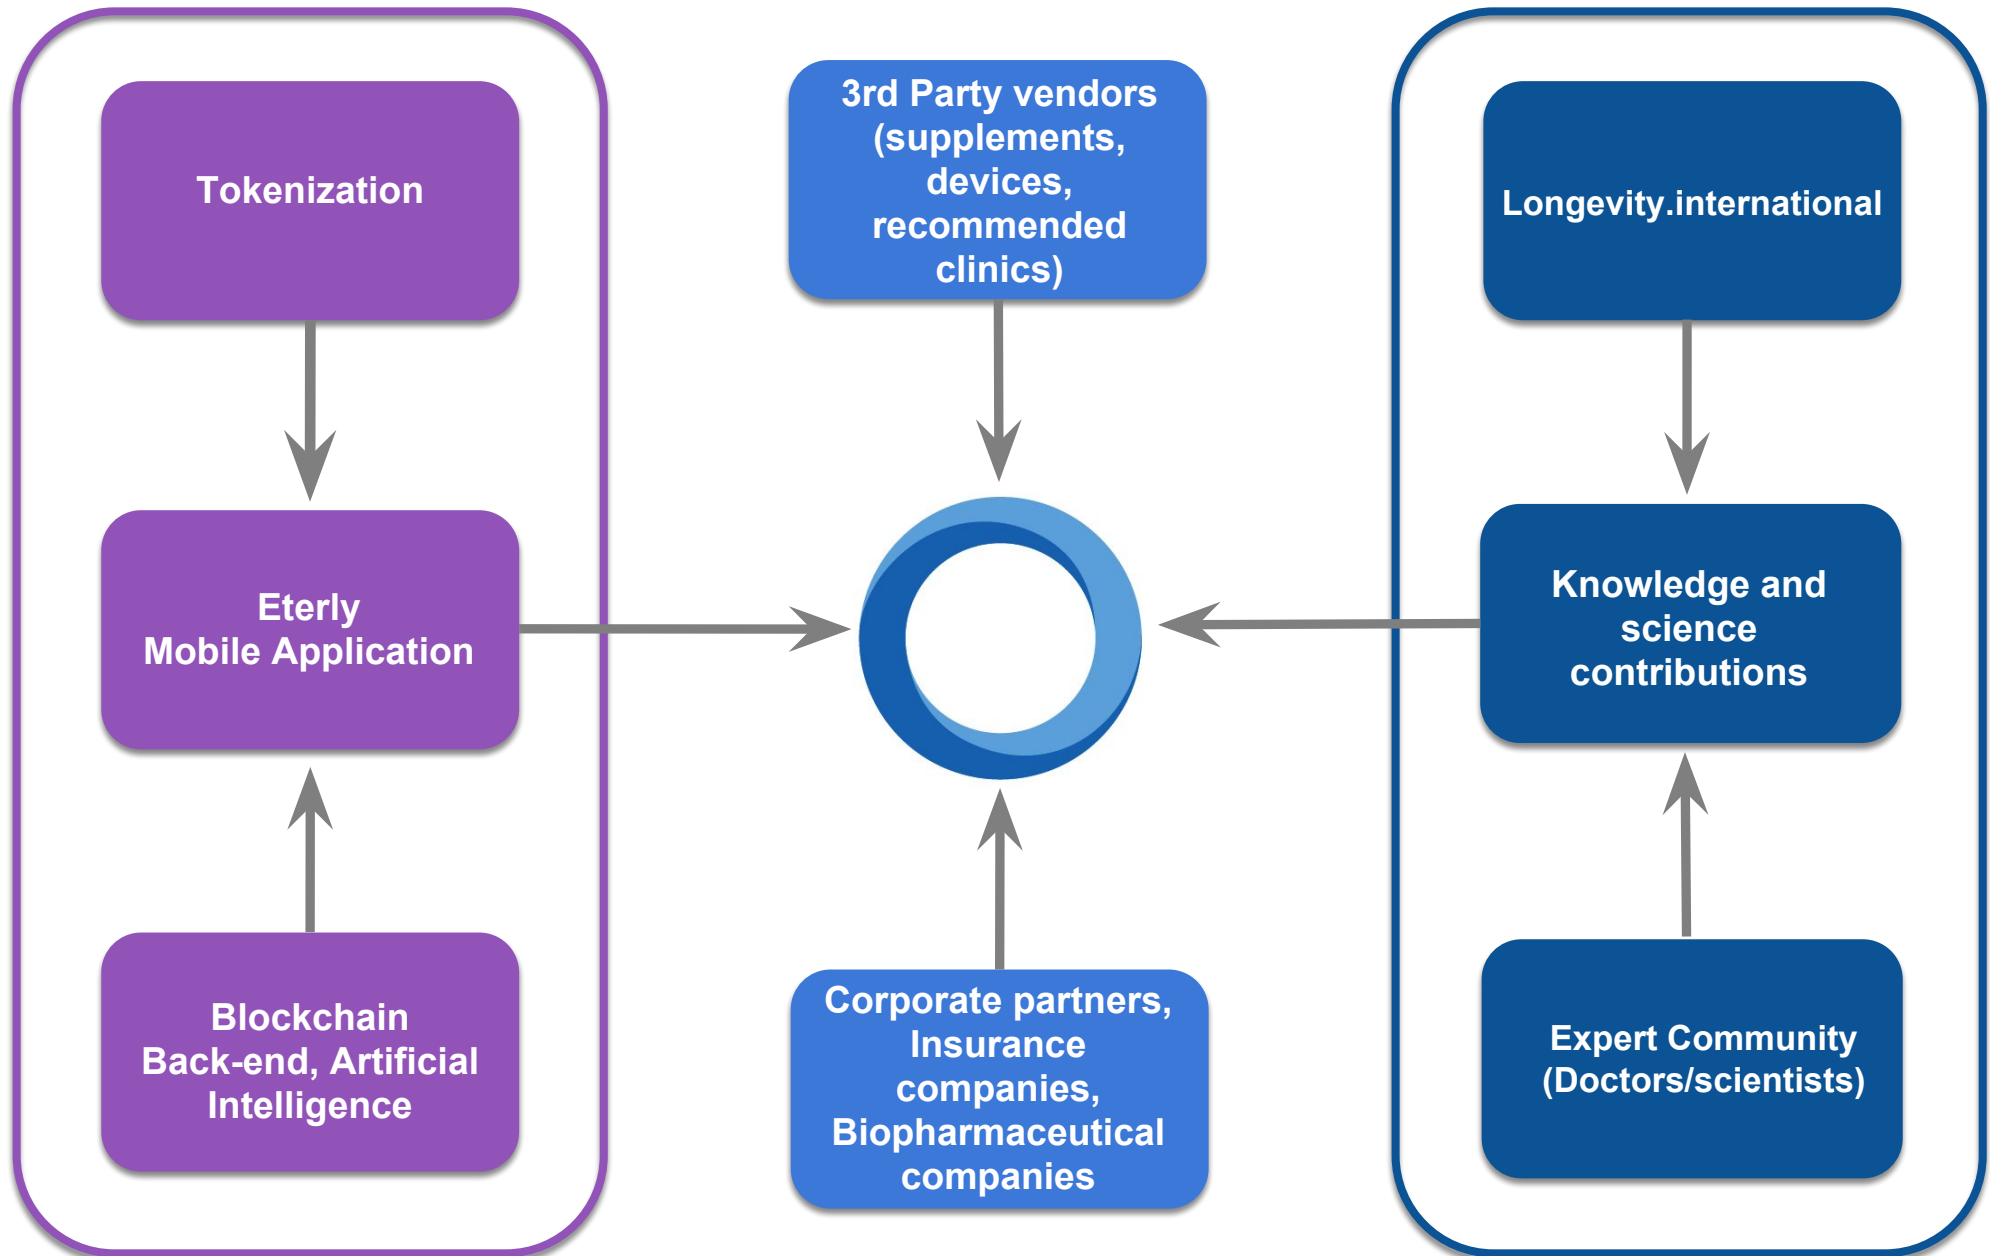 Tokenization
Eterly
Mobile Application
Blockchain
Back-end, Artificial
Intelligence
3rd Party vendors
(supplements,
devices,
recommended
clinics)
Corporate partners,
Insurance
companies,
Biopharmaceutical
companies
Longevity.international
Knowledge and
science
contributions
Expert Community
(Doctors/scientists)